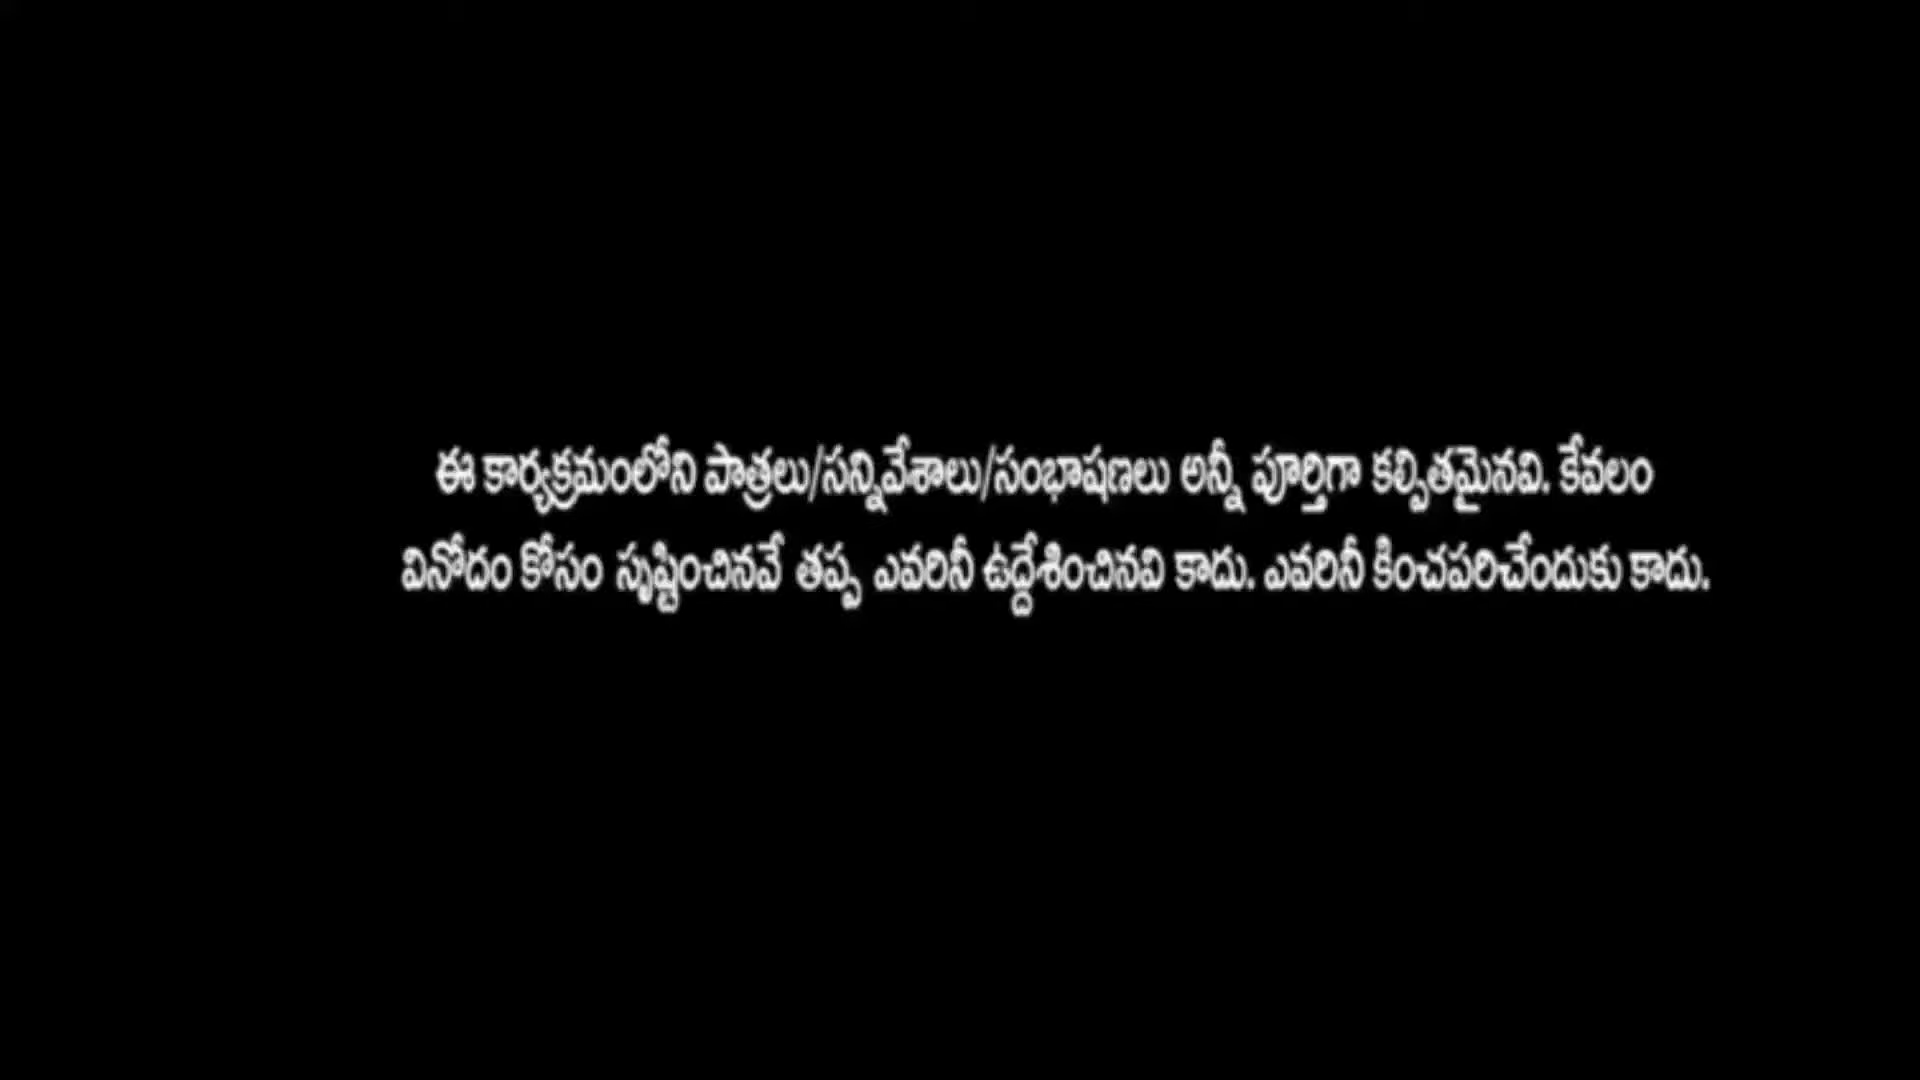 ఈ కార్యక్రమంలోని పాత్రలు/సన్నివేశాలు/సంభాషణలు అన్నీ పూర్తిగా కల్పితమైనవి. కేవలం
వినోదం కోసం సృష్టించినవే తప్ప ఎవరినీ ఉద్దేశించినవి కాదు. ఎవరినీ కించపరిచేందుకు కాదు.